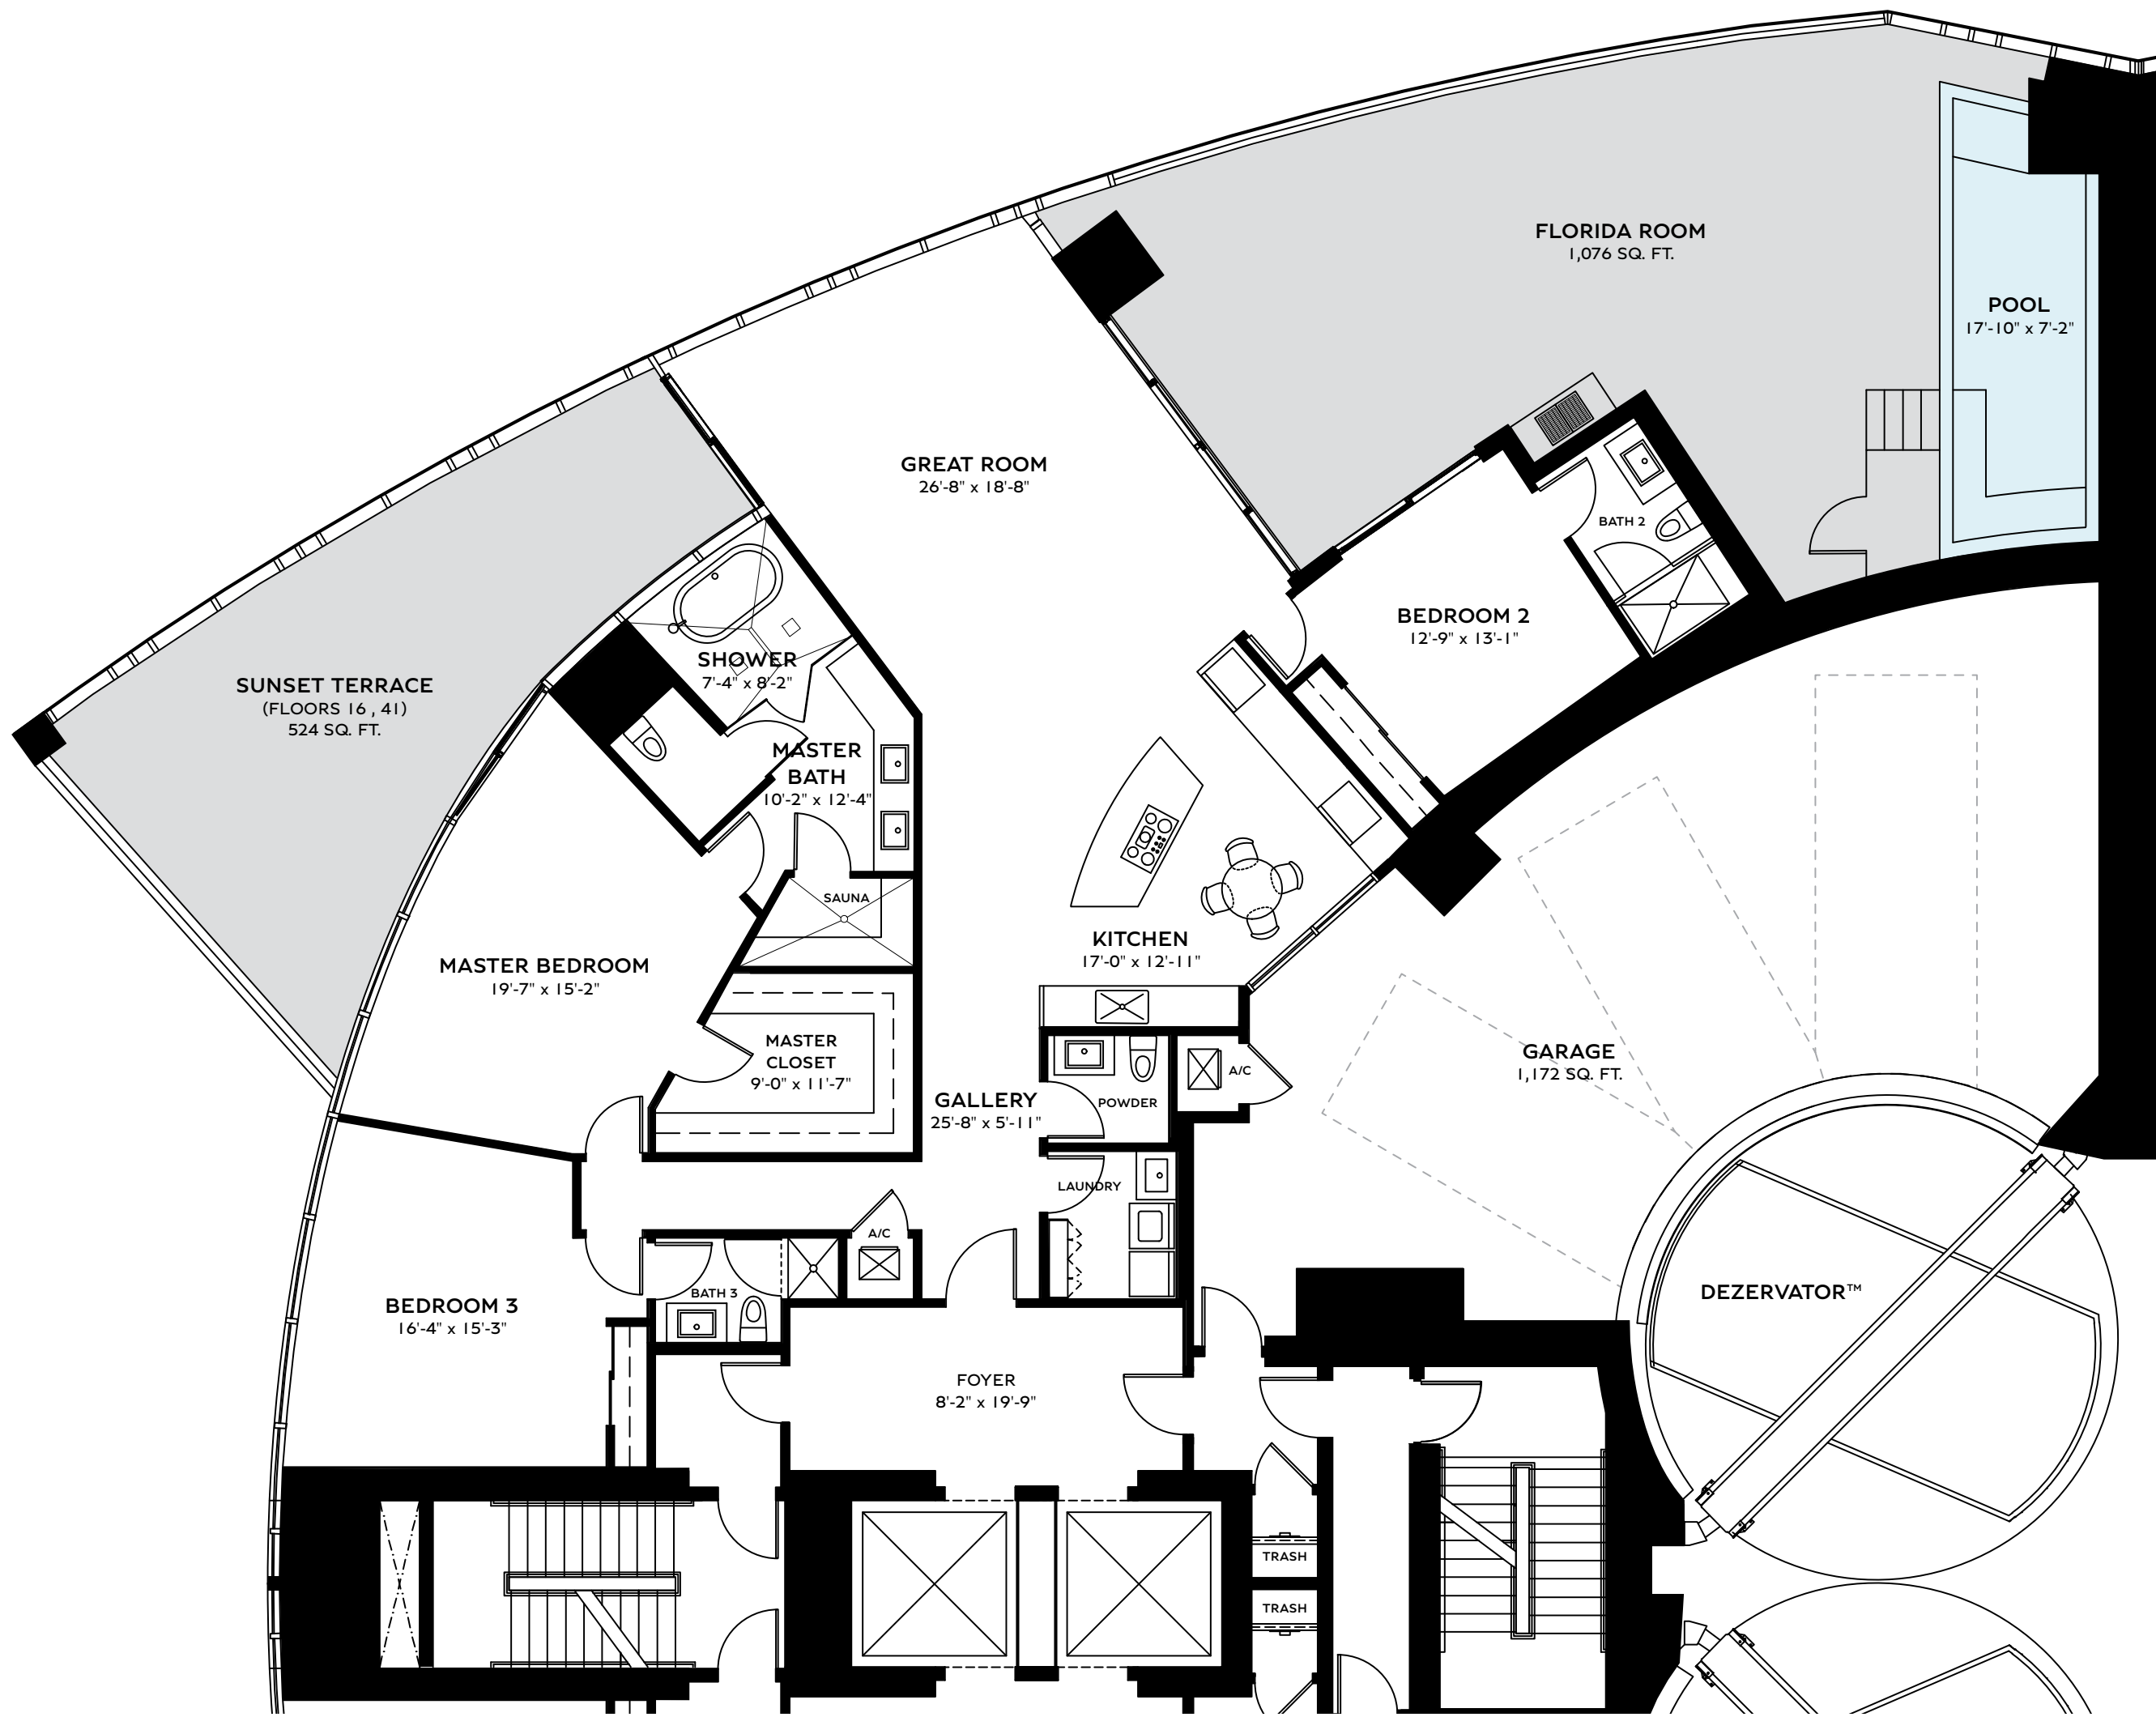 FLORIDA ROOM
1,076 SQ. FT.
POOL
17'-10" x 7'-2"
GREAT ROOM
26'-8" x 18'-8"
BATH 2
BEDROOM 2
12'-9" x 13'-1"
SHOWER
7'-4" x 8'-2"
SUNSET TERRACE
(FLOORS 16 , 41)
524 SQ. FT.
MASTER
BATH
10'-2" x 12'-4"
SAUNA
KITCHEN
17'-0" x 12'-11"
MASTER BEDROOM
19'-7" x 15'-2"
MASTER
CLOSET
9'-0" x 11'-7"
GARAGE
1,172 SQ. FT.
A/C
GALLERY
25'-8" x 5'-11"
POWDER
LAUNDRY
A/C
BATH 3
DEZERVATOR™
BEDROOM 3
16'-4" x 15'-3"
FOYER
8'-2" x 19'-9"
TRASH
TRASH